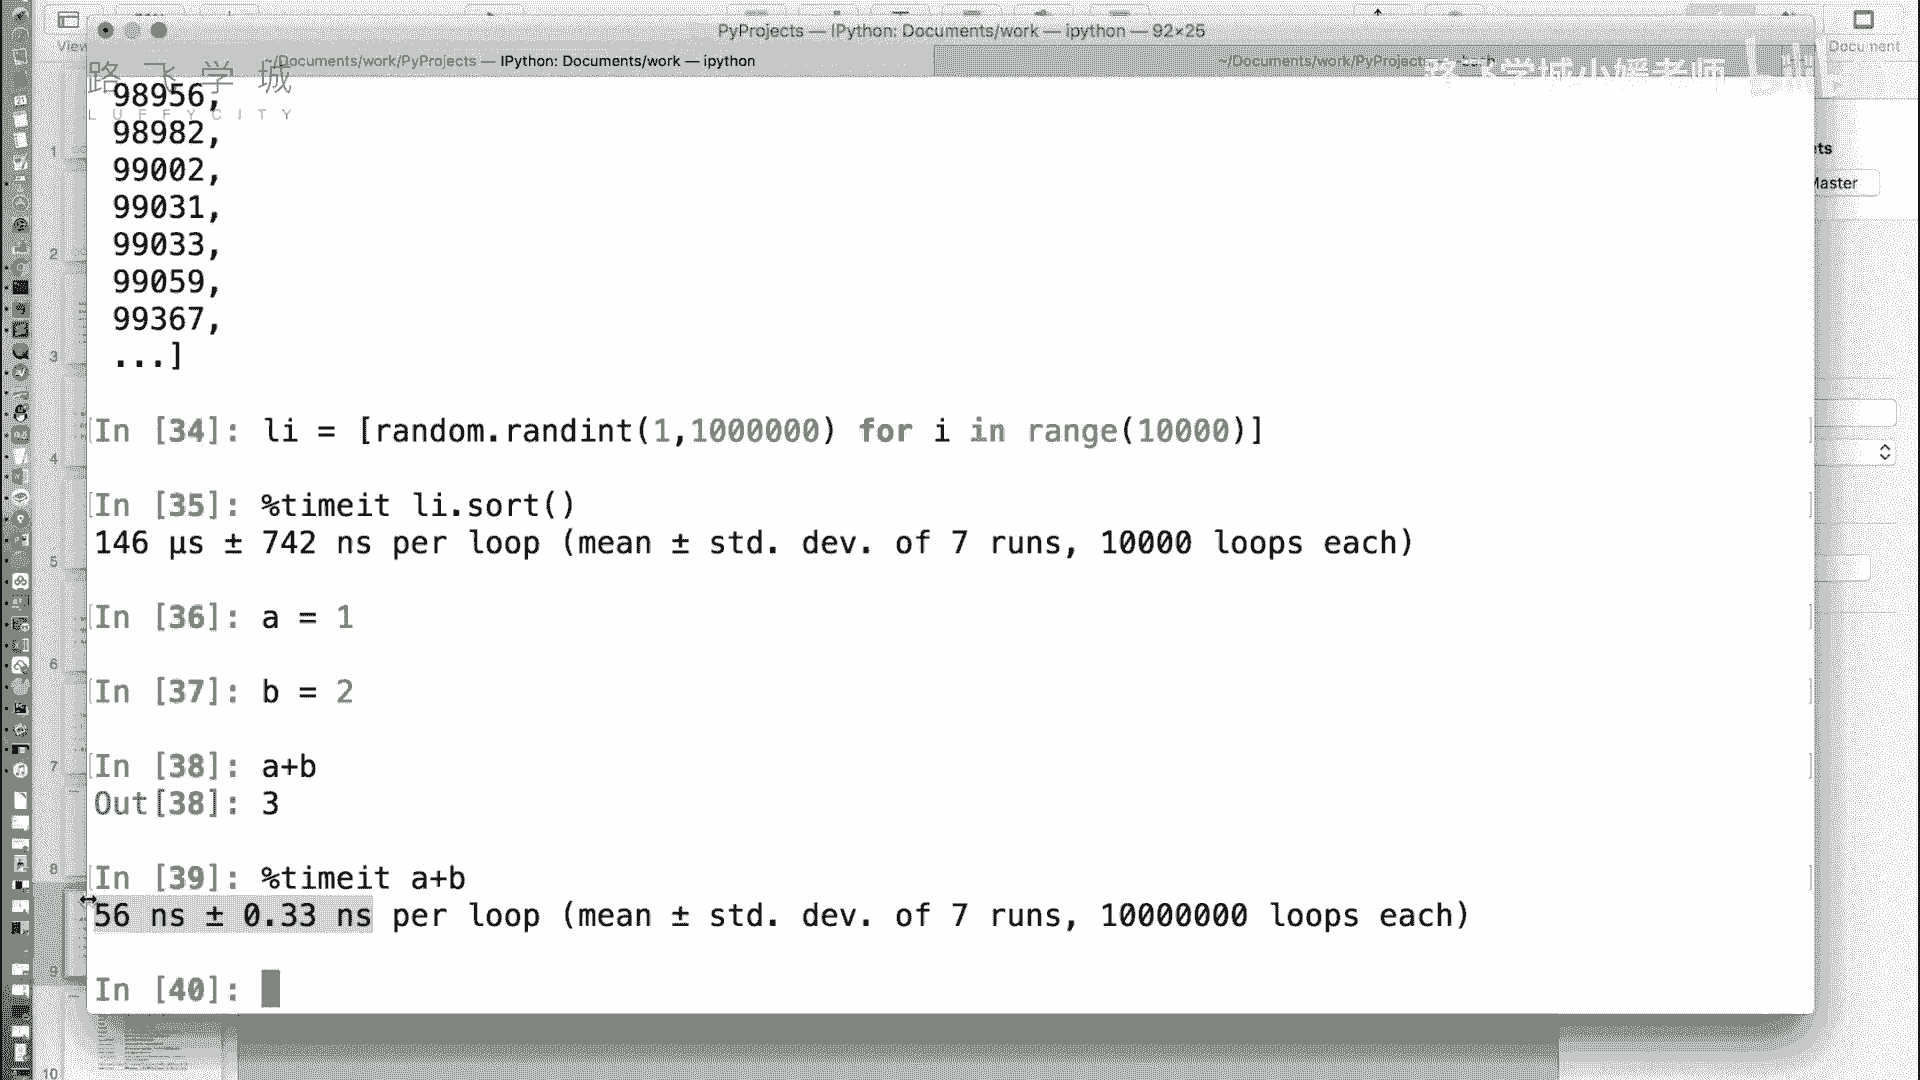 PyProjects — IPython: Documents/work — ipython — 92×25
~/Documents/work/PyProjects — IPython: Documents/work — ipython
~/Documents/work/PyProjects
路飞学城
LUFFYCITY
路飞学城小媛老师
View
Document
Master
98956,
98982,
99002,
99031,
99033,
99059,
99367,
...]
In [34]: li = [random.randint(1,1000000) for i in range(10000)]
In [35]: %timeit li.sort()
146 µs ± 742 ns per loop (mean ± std. dev. of 7 runs, 10000 loops each)
In [36]: a = 1
In [37]: b = 2
In [38]: a+b
Out[38]: 3
In [39]: %timeit a+b
56 ns ± 0.33 ns per loop (mean ± std. dev. of 7 runs, 10000000 loops each)
In [40]:
1
2
3
4
5
6
7
8
9
10